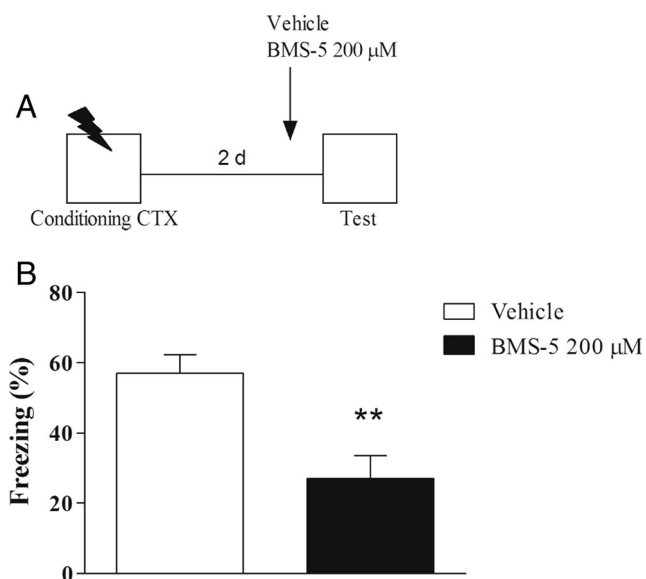 Vehicle
BMS-5 200 μM
A
2 d
Conditioning CTX
Test
B
80
60
40
20
0
Freezing (%)
**
Vehicle
BMS-5 200 μM